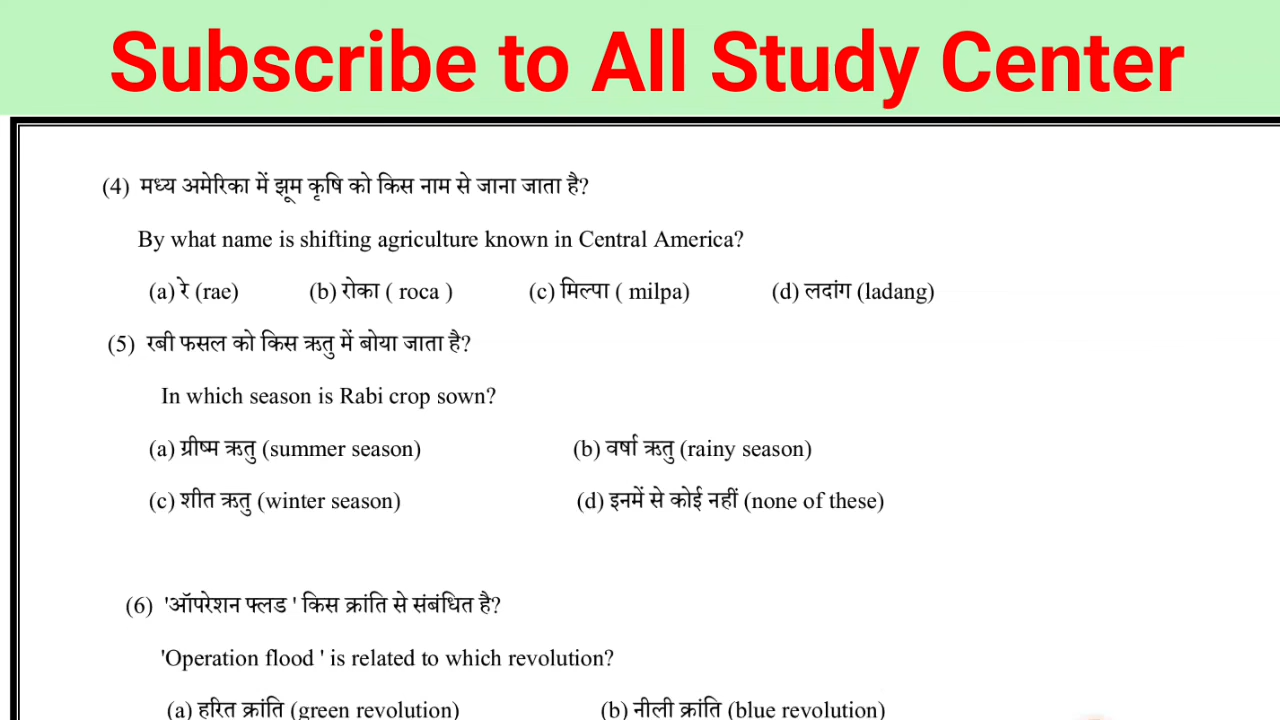 Subscribe to All Study Center
(4) मध्य अमेरिका में झूम कृषि को किस नाम से जाना जाता है?
By what name is shifting agriculture known in Central America?
(a) रे (rae) (b) रोका ( roca ) (c) मिल्पा ( milpa) (d) लदांग (ladang)
(5) रबी फसल को किस ऋतु में बोया जाता है?
In which season is Rabi crop sown?
(a) ग्रीष्म ऋतु (summer season) (b) वर्षा ऋतु (rainy season)
(c) शीत ऋतु (winter season) (d) इनमें से कोई नहीं (none of these)
(6) 'ऑपरेशन फ्लड ' किस क्रांति से संबंधित है?
'Operation flood ' is related to which revolution?
(a) हरित क्रांति (green revolution) (b) नीली क्रांति (blue revolution)